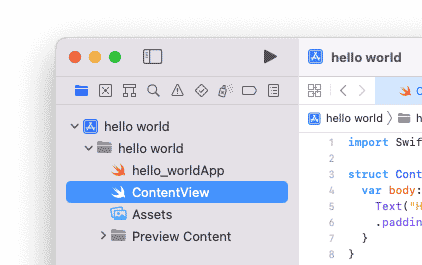 hello world
hello world
hello world
hello_worldApp
ContentView
Assets
Preview Content
hello world
1 import Swif
2
3 struct Cont
4 var body:
5 Text("H
6 .paddin
7 }
8 }